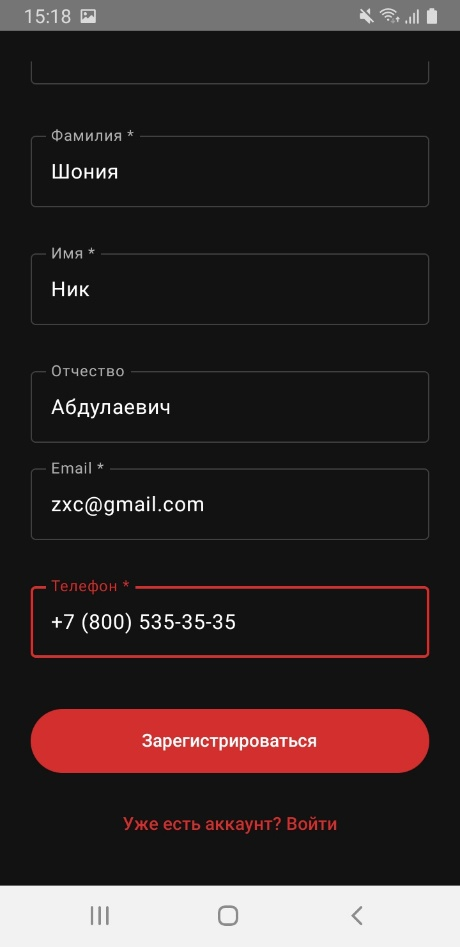 15:18
Фамилия *
Шония
Имя *
Ник
Отчество
Абдулаевич
Email *
zxc@gmail.com
Телефон *
+7 (800) 535-35-35
Зарегистрироваться
Уже есть аккаунт? Войти